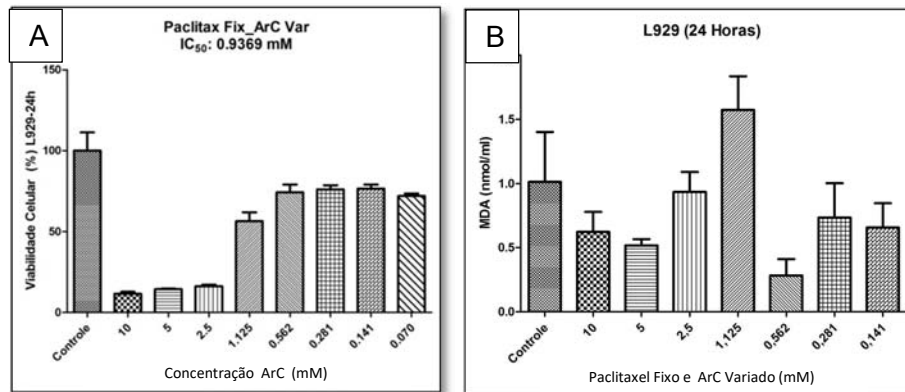 A
Paclitax Fix_ArC Var
IC50: 0.9369 mM
Viabilidade Celular (%) L929-24h
150
100
50
0
Controle
10
5
2.5
1.125
0.562
0.281
0.141
0.070
Concentração ArC (mM)
B
L929 (24 Horas)
MDA (nmol/ml)
1.5
1.0
0.5
0.0
Controle
10
5
2,5
1,125
0,562
0,281
0,141
Paclitaxel Fixo e ArC Variado (mM)